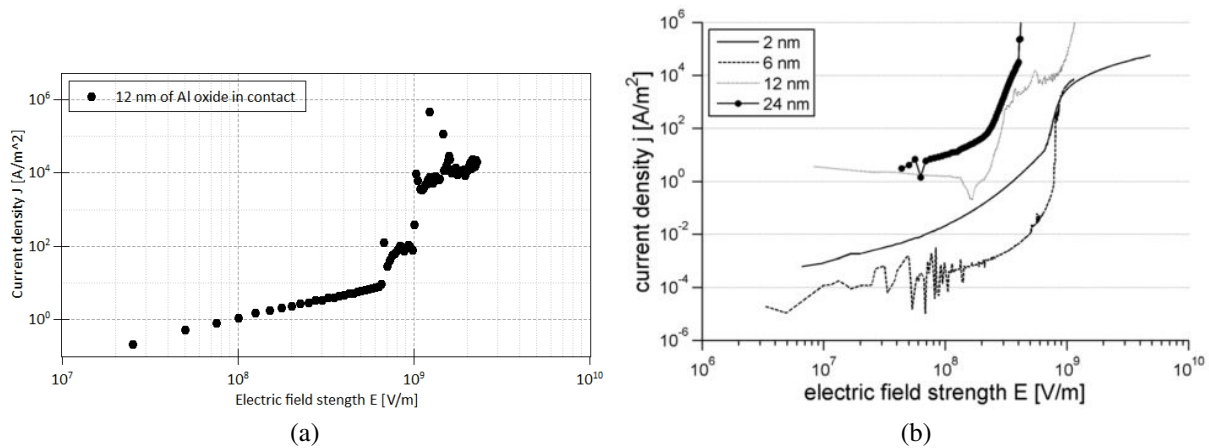 12 nm of Al oxide in contact
Current density J [A/m^2]
10^6
10^4
10^2
10^0
10^7
10^8
10^9
10^10
Electric field stength E [V/m]
(a)
2 nm
6 nm
12 nm
24 nm
current density j [A/m^2]
10^6
10^4
10^2
10^0
10^-2
10^-4
10^-6
10^6
10^7
10^8
10^9
10^10
electric field strength E [V/m]
(b)